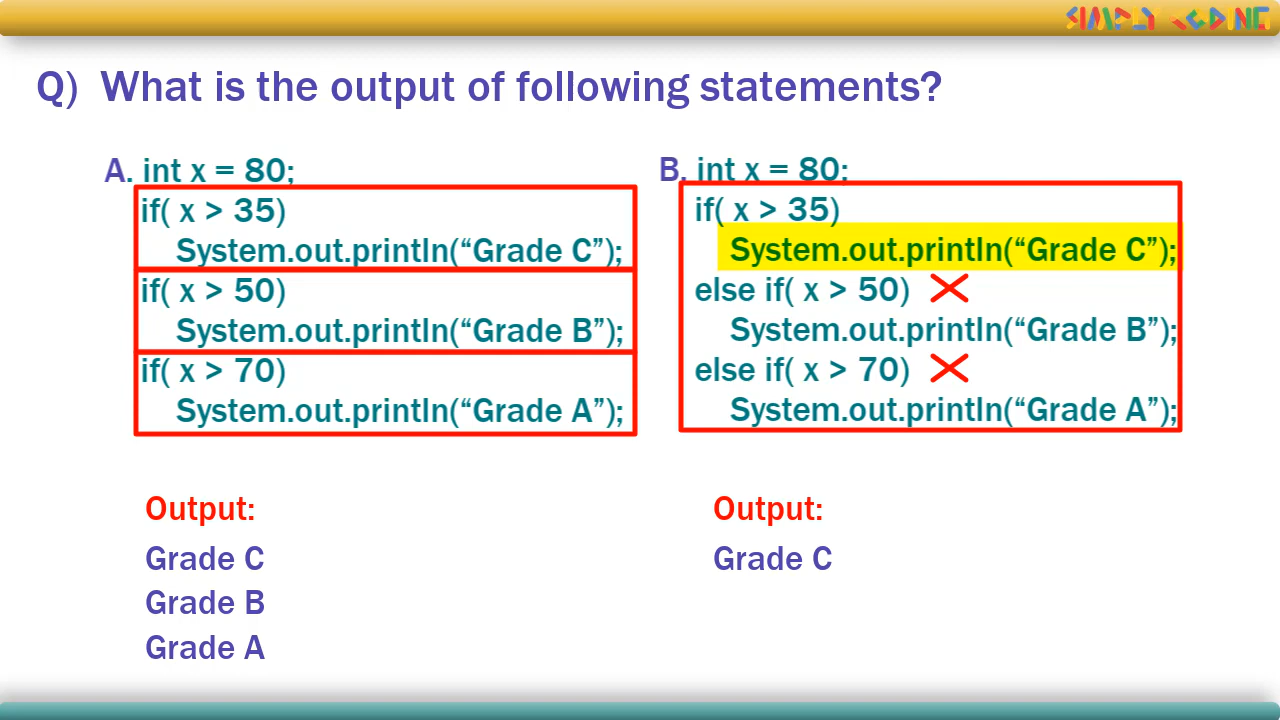 SIMPLY CODING
Q) What is the output of following statements?
A. int x = 80;
if( x > 35)
System.out.println(“Grade C”);
if( x > 50)
System.out.println(“Grade B”);
if( x > 70)
System.out.println(“Grade A”);
Output:
Grade C
Grade B
Grade A
B. int x = 80;
if( x > 35)
System.out.println(“Grade C”);
else if( x > 50)
System.out.println(“Grade B”);
else if( x > 70)
System.out.println(“Grade A”);
Output:
Grade C